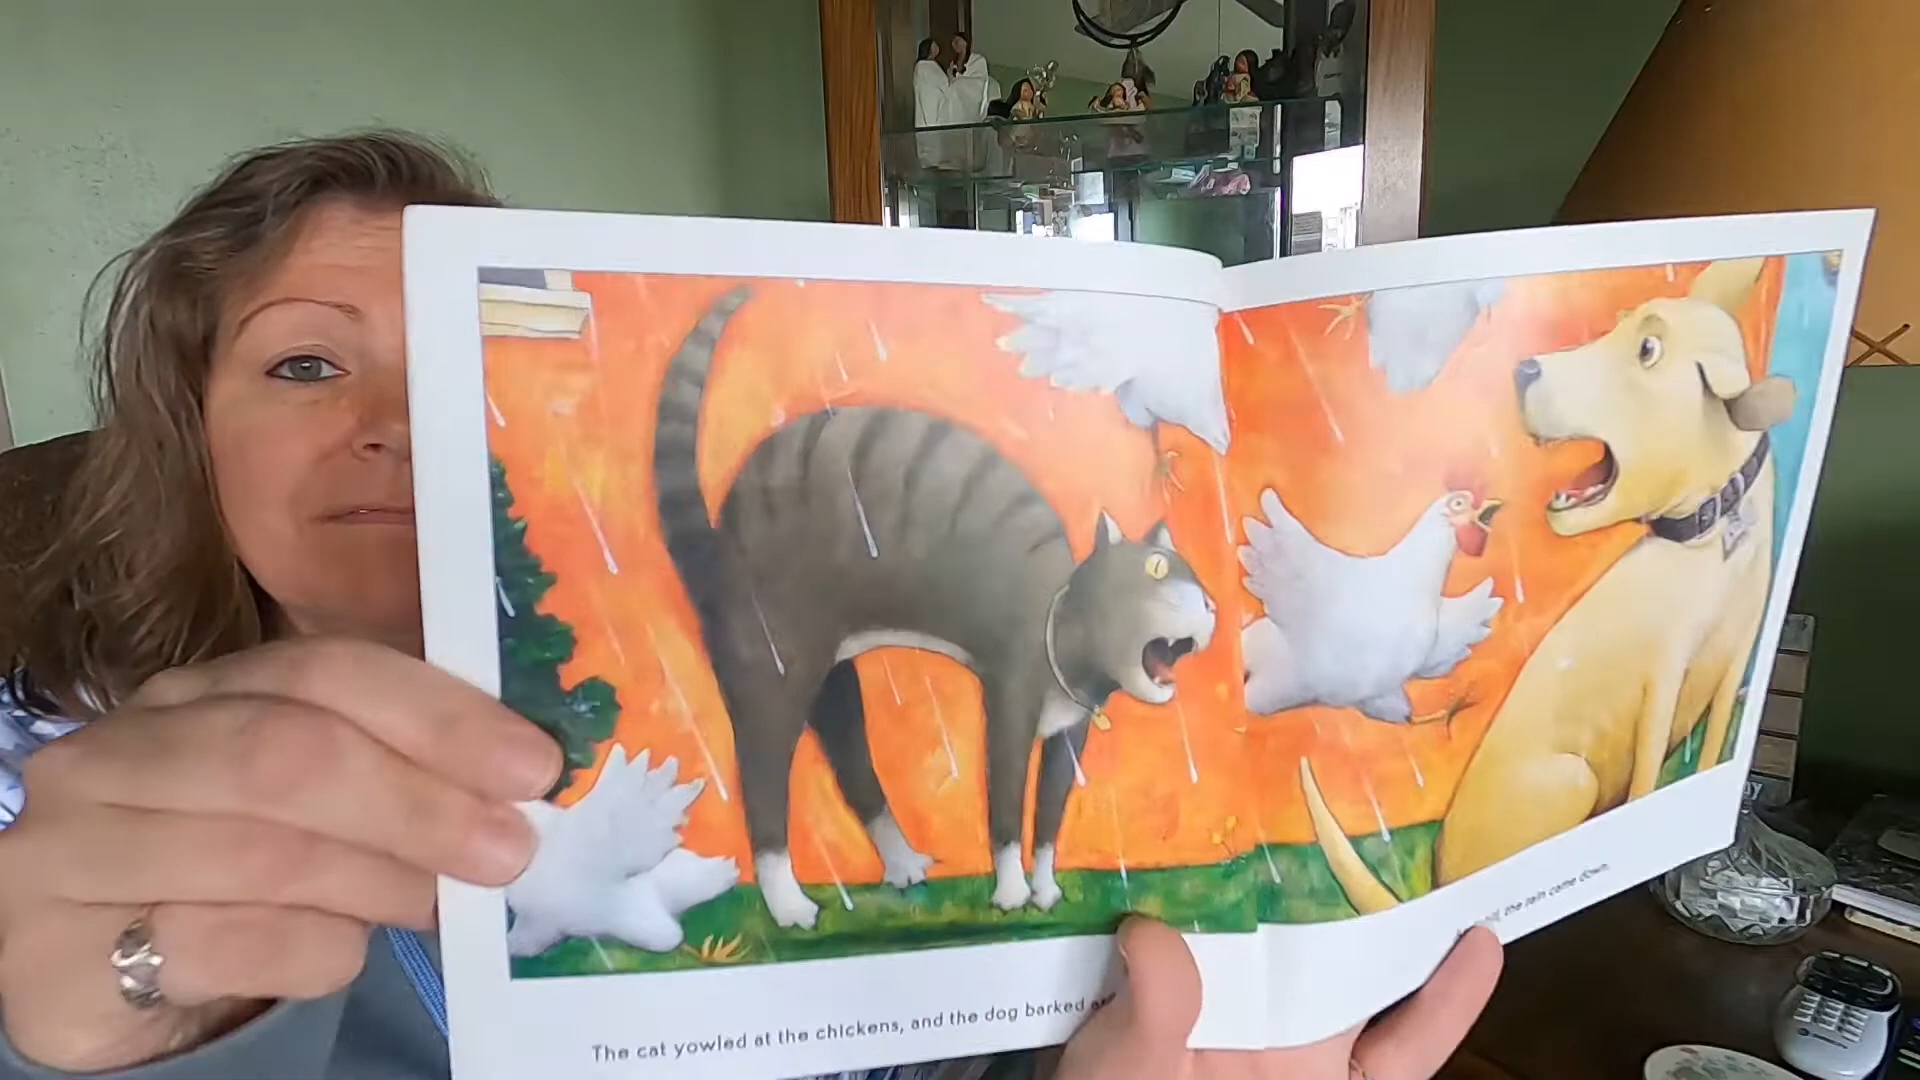 The cat yowled at the chickens, and the dog barked
the rain came down.